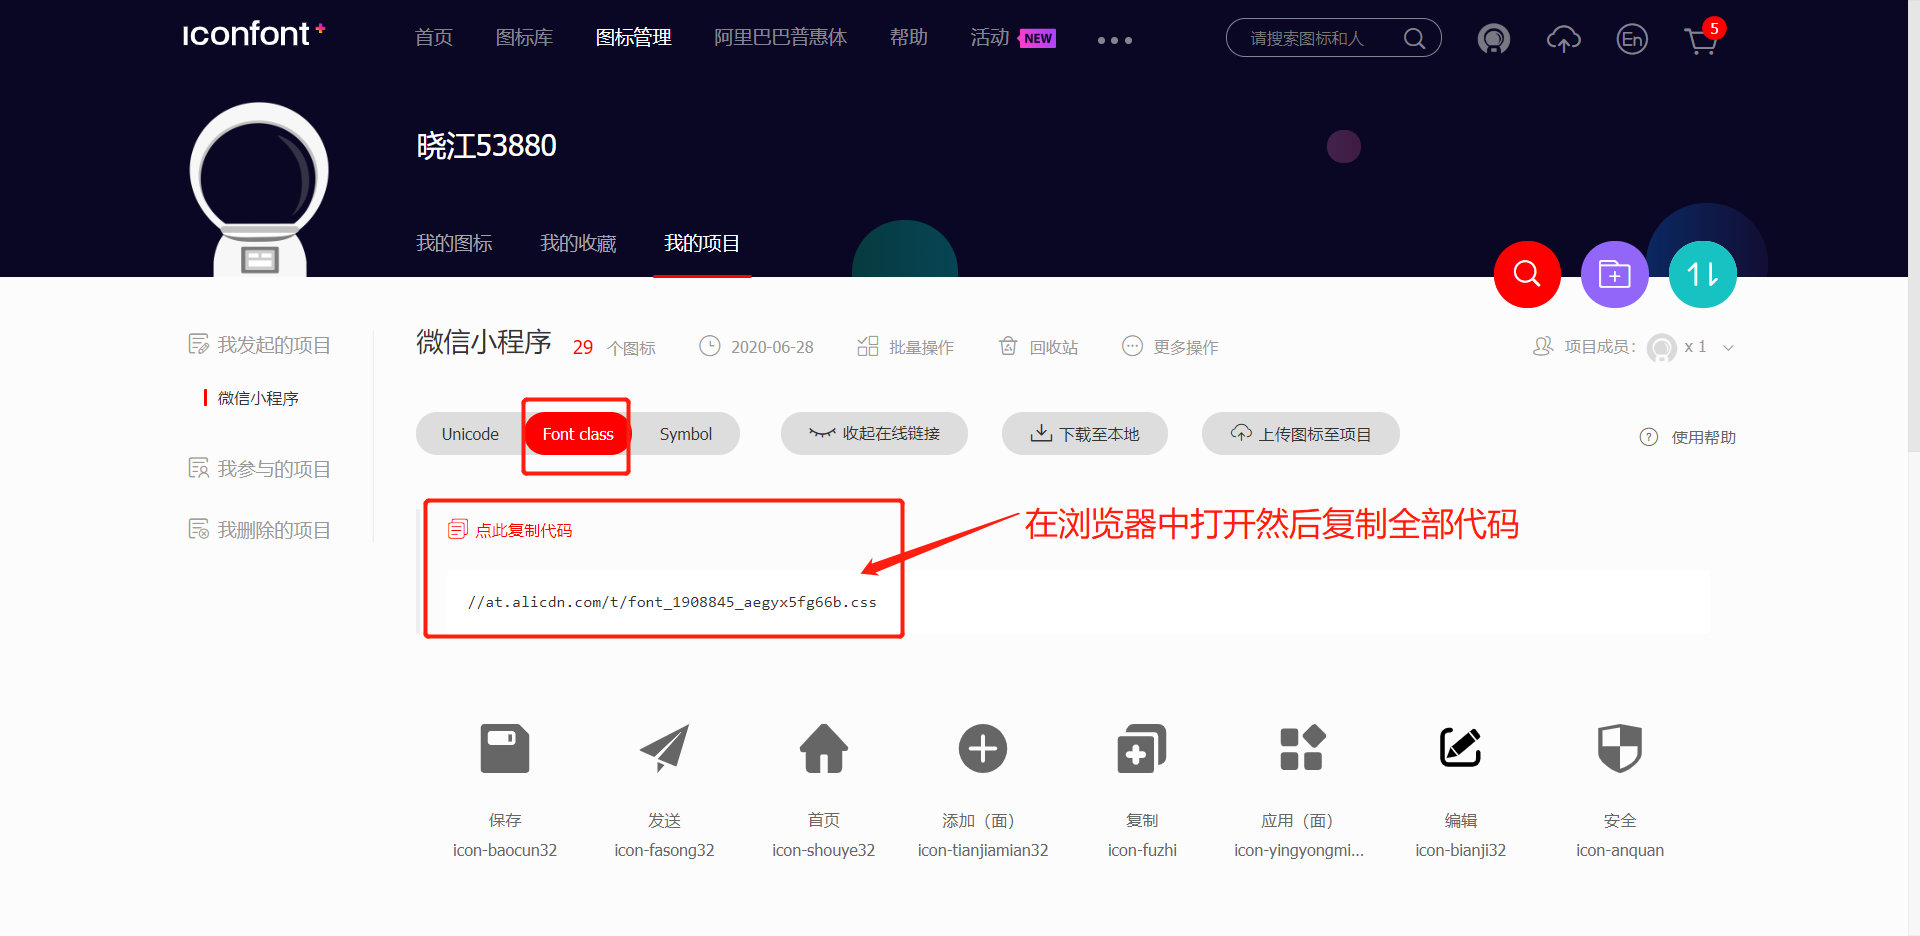 iconfont+
首页 图标库 图标管理 阿里巴巴普惠体 帮助 活动 NEW
请搜索图标和人
En
5
晓江53880
我的图标 我的收藏 我的项目
我发起的项目
微信小程序
我参与的项目
我删除的项目
微信小程序 29 个图标 2020-06-28 批量操作 回收站 更多操作
项目成员: x 1
Unicode Font class Symbol 收起在线链接 下载至本地 上传图标至项目
使用帮助
点此复制代码
在浏览器中打开然后复制全部代码
//at.alicdn.com/t/font_1908845_aegyx5fg66b.css
保存 发送 首页 添加（面） 复制 应用（面） 编辑 安全
icon-baocun32 icon-fasong32 icon-shouye32 icon-tianjiamian32 icon-fuzhi icon-yingyongmi... icon-bianji32 icon-anquan